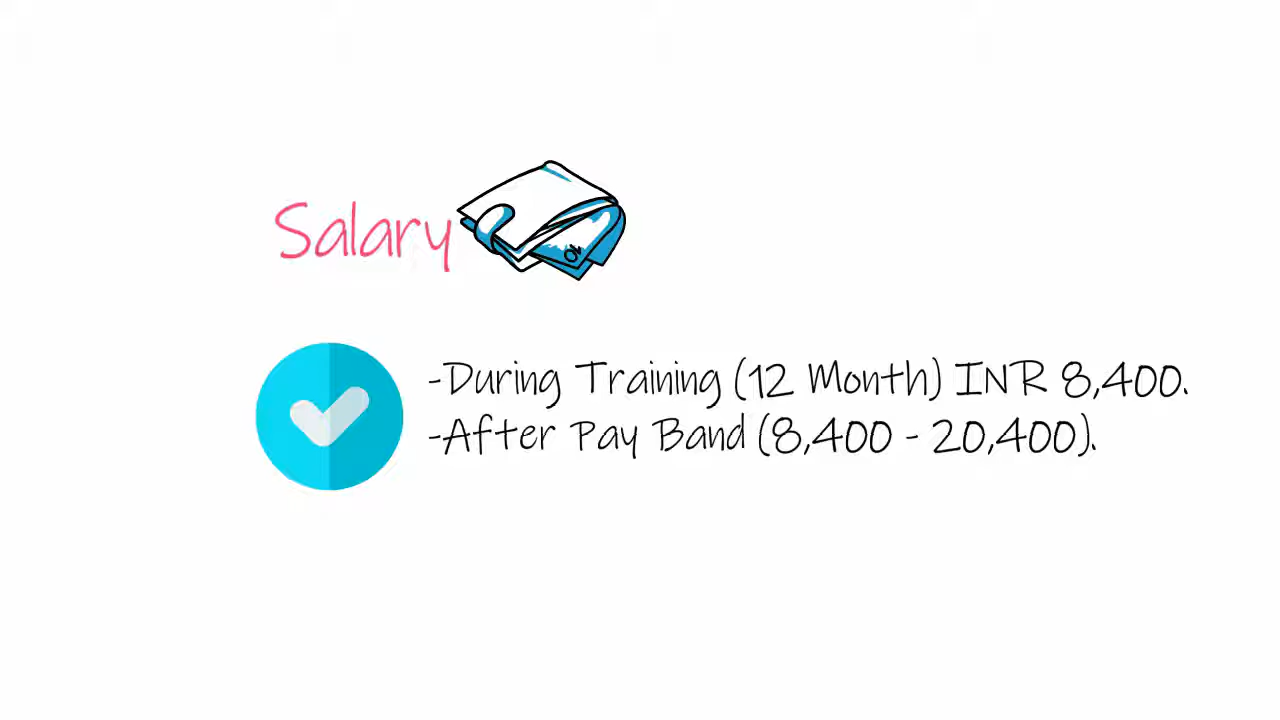 Salary
-During Training (12 Month) INR 8,400.
-After Pay Band (8,400 - 20,400).